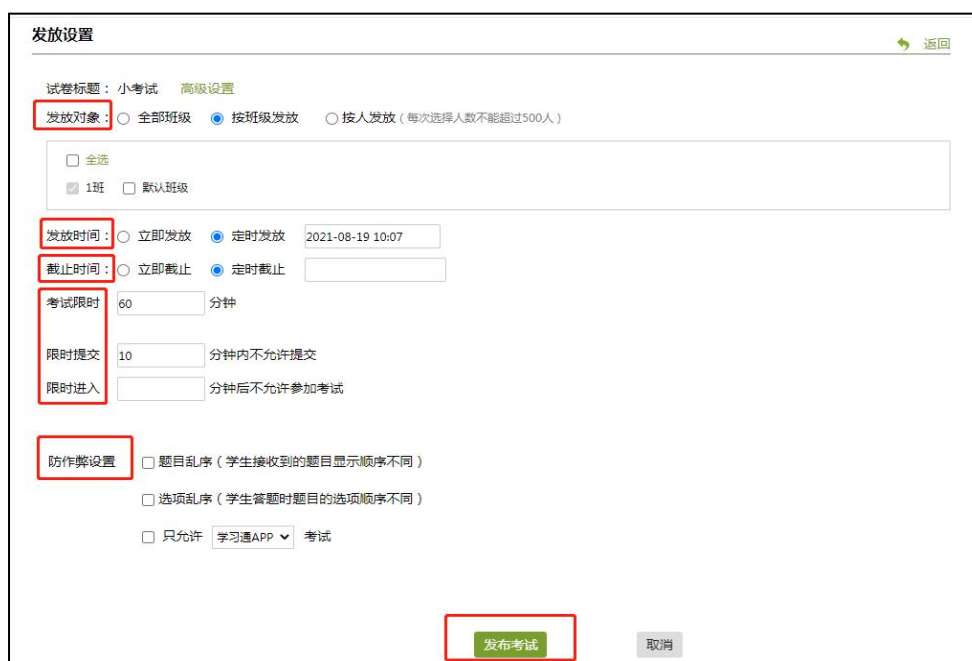 发放设置
返回
试卷标题：小考试 高级设置
发放对象：全部班级 按班级发放 按人发放（每次选择人数不能超过500人）
全选
1班 默认班级
发放时间：立即发放 定时发放 2021-08-19 10:07
截止时间：立即截止 定时截止
考试限时 60 分钟
限时提交 10 分钟内不允许提交
限时进入 分钟后不允许参加考试
防作弊设置 题目乱序（学生接收到的题目显示顺序不同）
选项乱序（学生答题时题目的选项顺序不同）
只允许 学习通APP 考试
发布考试 取消